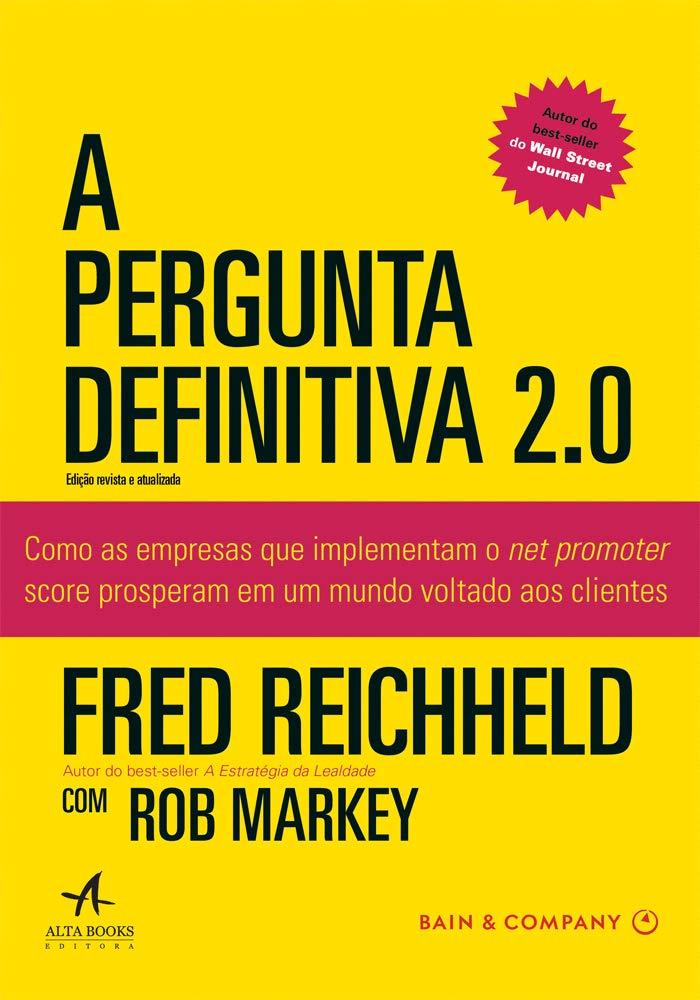 Autor do
best-seller
do Wall Street
Journal
A
PERGUNTA
DEFINITIVA 2.0
Edição revista e atualizada
Como as empresas que implementam o net promoter
score prosperam em um mundo voltado aos clientes
FRED REICHHELD
Autor do best-seller A Estratégia da Lealdade
COM ROB MARKEY
ALTA BOOKS
EDITORA
BAIN & COMPANY